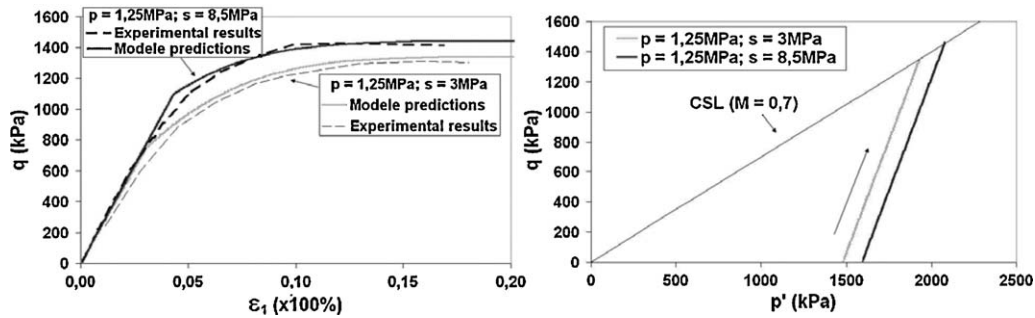 p = 1,25MPa; s = 8,5MPa
Experimental results
Modele predictions
p = 1,25MPa; s = 3MPa
Modele predictions
Experimental results
q (kPa)
1600
1400
1200
1000
800
600
400
200
0
0,00
0,05
0,10
0,15
0,20
ε1 (x100%)
p = 1,25MPa; s = 3MPa
p = 1,25MPa; s = 8,5MPa
CSL (M = 0,7)
q (kPa)
1600
1400
1200
1000
800
600
400
200
0
0
500
1000
1500
2000
2500
p' (kPa)